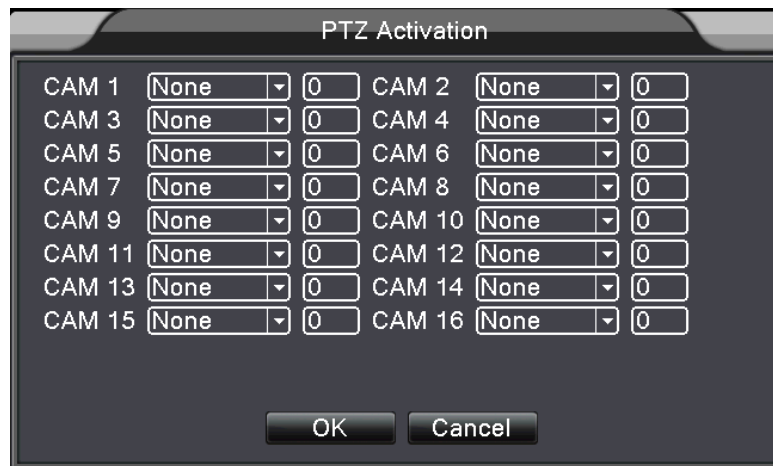 PTZ Activation
CAM 1 None 0 CAM 2 None 0
CAM 3 None 0 CAM 4 None 0
CAM 5 None 0 CAM 6 None 0
CAM 7 None 0 CAM 8 None 0
CAM 9 None 0 CAM 10 None 0
CAM 11 None 0 CAM 12 None 0
CAM 13 None 0 CAM 14 None 0
CAM 15 None 0 CAM 16 None 0
OK Cancel